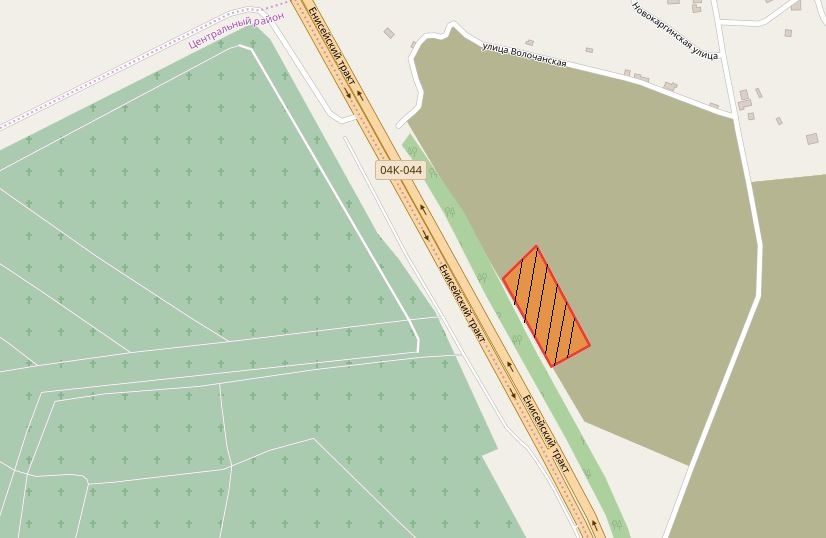 Центральный район
Енисейский тракт
Новокаргинская улица
улица Волочанская
04К-044
Енисейский тракт
Енисейский тракт